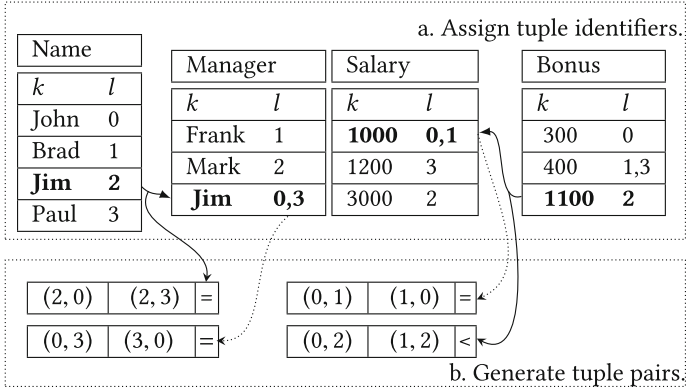 a. Assign tuple identifiers.
Name
k l
John 0
Brad 1
Jim 2
Paul 3
Manager
k l
Frank 1
Mark 2
Jim 0,3
Salary
k l
1000 0,1
1200 3
3000 2
Bonus
k l
300 0
400 1,3
1100 2
(2, 0) (2, 3) =
(0, 3) (3, 0) =
(0, 1) (1, 0) =
(0, 2) (1, 2) <
b. Generate tuple pairs.